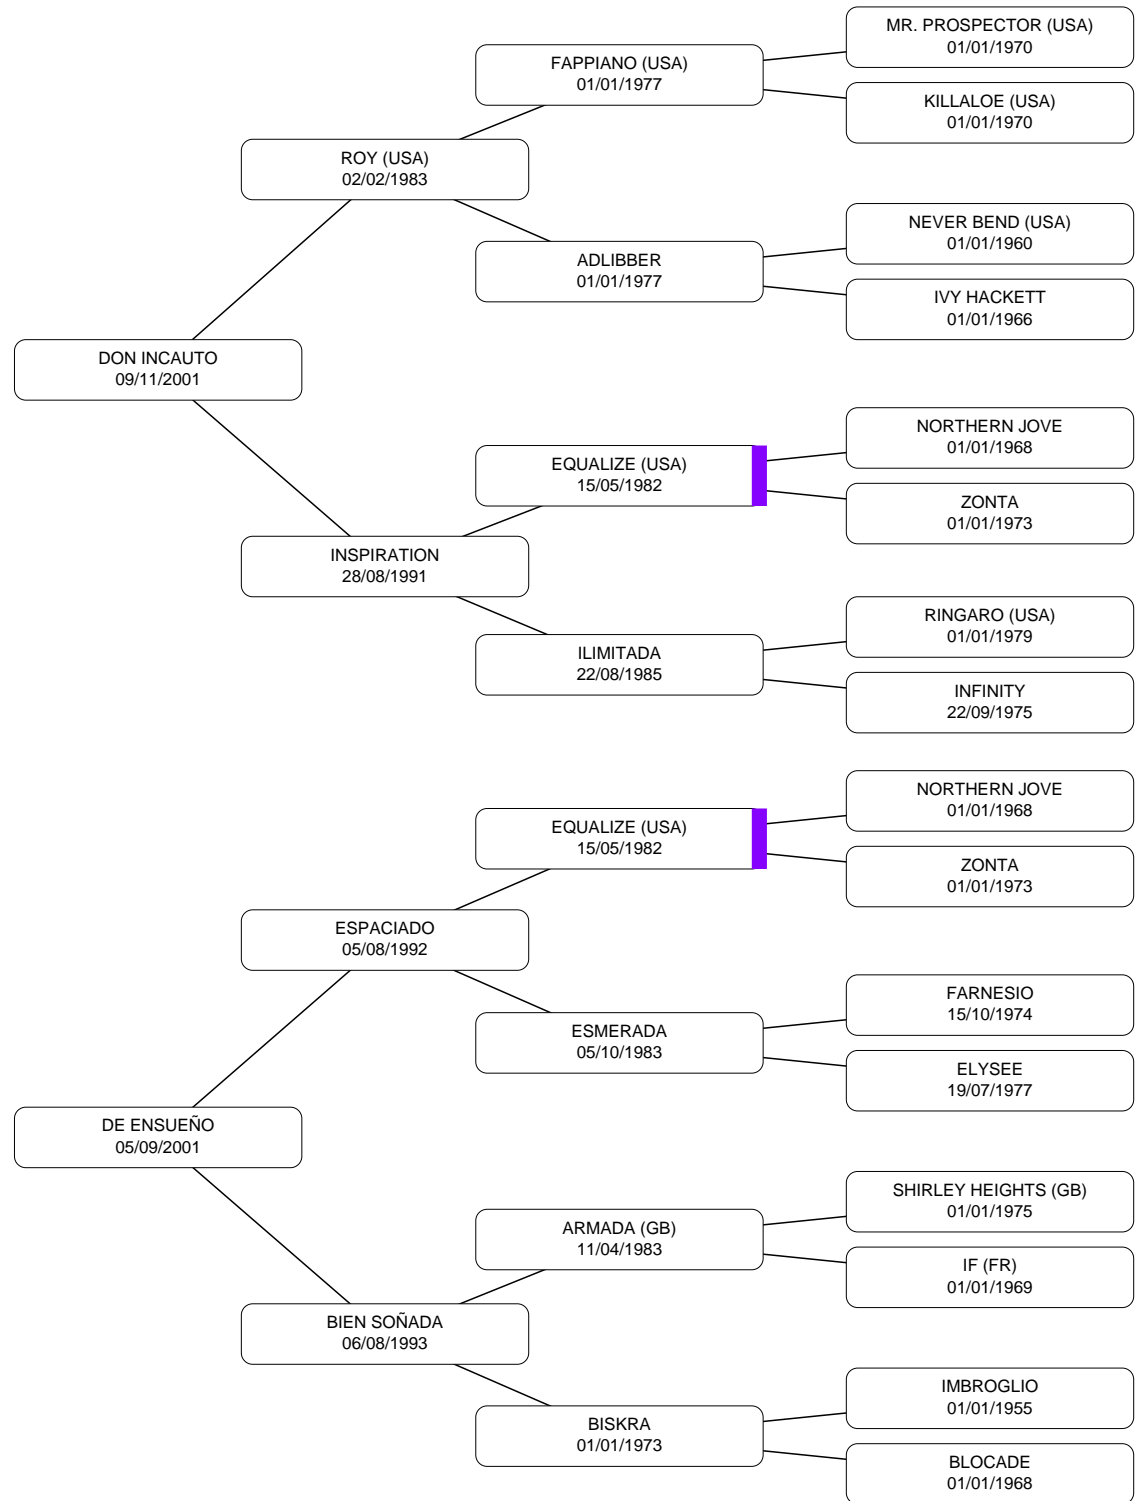 MR. PROSPECTOR (USA)
01/01/1970
FAPPIANO (USA)
01/01/1977
KILLALOE (USA)
01/01/1970
ROY (USA)
02/02/1983
NEVER BEND (USA)
01/01/1960
ADLIBBER
01/01/1977
IVY HACKETT
01/01/1966
DON INCAUTO
09/11/2001
NORTHERN JOVE
01/01/1968
EQUALIZE (USA)
15/05/1982
ZONTA
01/01/1973
INSPIRATION
28/08/1991
RINGARO (USA)
01/01/1979
ILIMITADA
22/08/1985
INFINITY
22/09/1975
NORTHERN JOVE
01/01/1968
EQUALIZE (USA)
15/05/1982
ZONTA
01/01/1973
ESPACIADO
05/08/1992
FARNESIO
15/10/1974
ESMERADA
05/10/1983
ELYSEE
19/07/1977
DE ENSUEÑO
05/09/2001
SHIRLEY HEIGHTS (GB)
01/01/1975
ARMADA (GB)
11/04/1983
IF (FR)
01/01/1969
BIEN SOÑADA
06/08/1993
IMBROGLIO
01/01/1955
BISKRA
01/01/1973
BLOCADE
01/01/1968